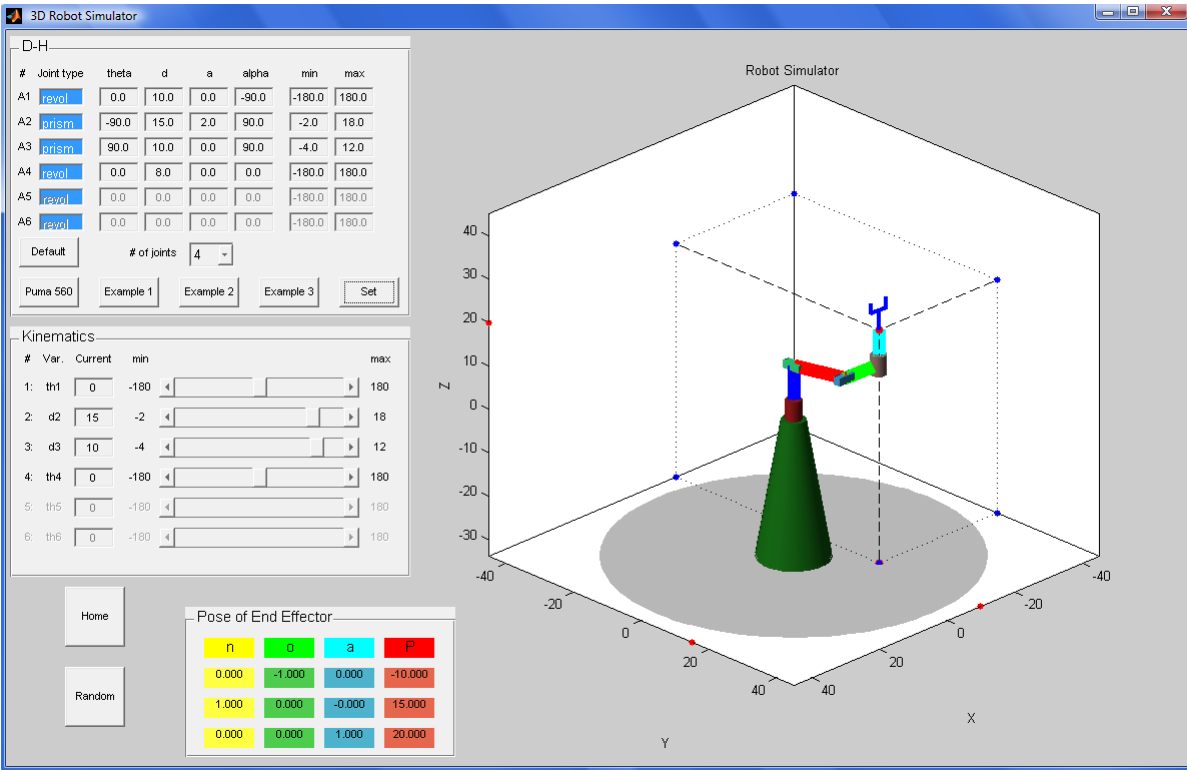 3D Robot Simulator
D-H
# Joint type theta d a alpha min max
A1 revol 0.0 10.0 0.0 -90.0 -180.0 180.0
A2 prism -90.0 15.0 2.0 90.0 -2.0 18.0
A3 prism 90.0 10.0 0.0 90.0 -4.0 12.0
A4 revol 0.0 8.0 0.0 0.0 -180.0 180.0
A5 revol 0.0 0.0 0.0 0.0 -180.0 180.0
A6 revol 0.0 0.0 0.0 0.0 -180.0 180.0
Default # of joints 4
Puma 560 Example 1 Example 2 Example 3 Set
Kinematics
# Var. Current min max
1: th1 0 -180 180
2: d2 15 -2 18
3: d3 10 -4 12
4: th4 0 -180 180
5: th5 0 -180 180
6: th6 0 -180 180
Home
Random
Pose of End Effector
n o a P
0.000 -1.000 0.000 -10.000
1.000 0.000 -0.000 15.000
0.000 0.000 1.000 20.000
Robot Simulator
40
30
20
10
0
-10
-20
-30
Z
-40
-20
0
20
40
Y
-40
-20
0
20
40
X